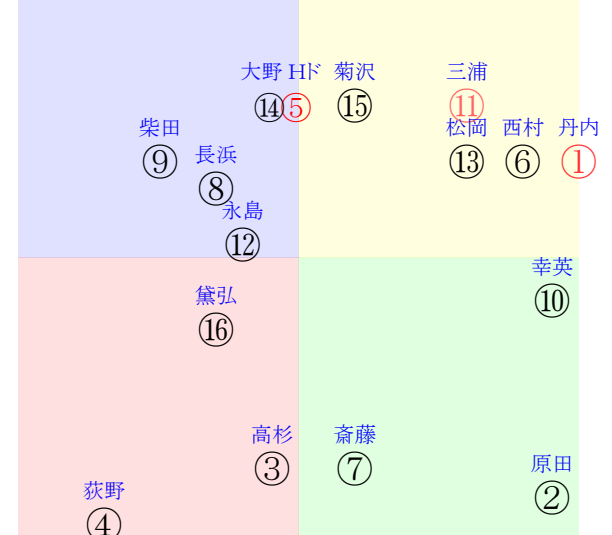 大野 Hド 菊沢 三浦
⑭⑤ ⑮ ⑪
柴田 松岡 西村 丹内
⑨ ⑬ ⑥ ①
長浜
⑧
永島
⑫
幸英
⑩
黛弘
⑯
高杉 斎藤
③ ⑦
原田
②
荻野
④